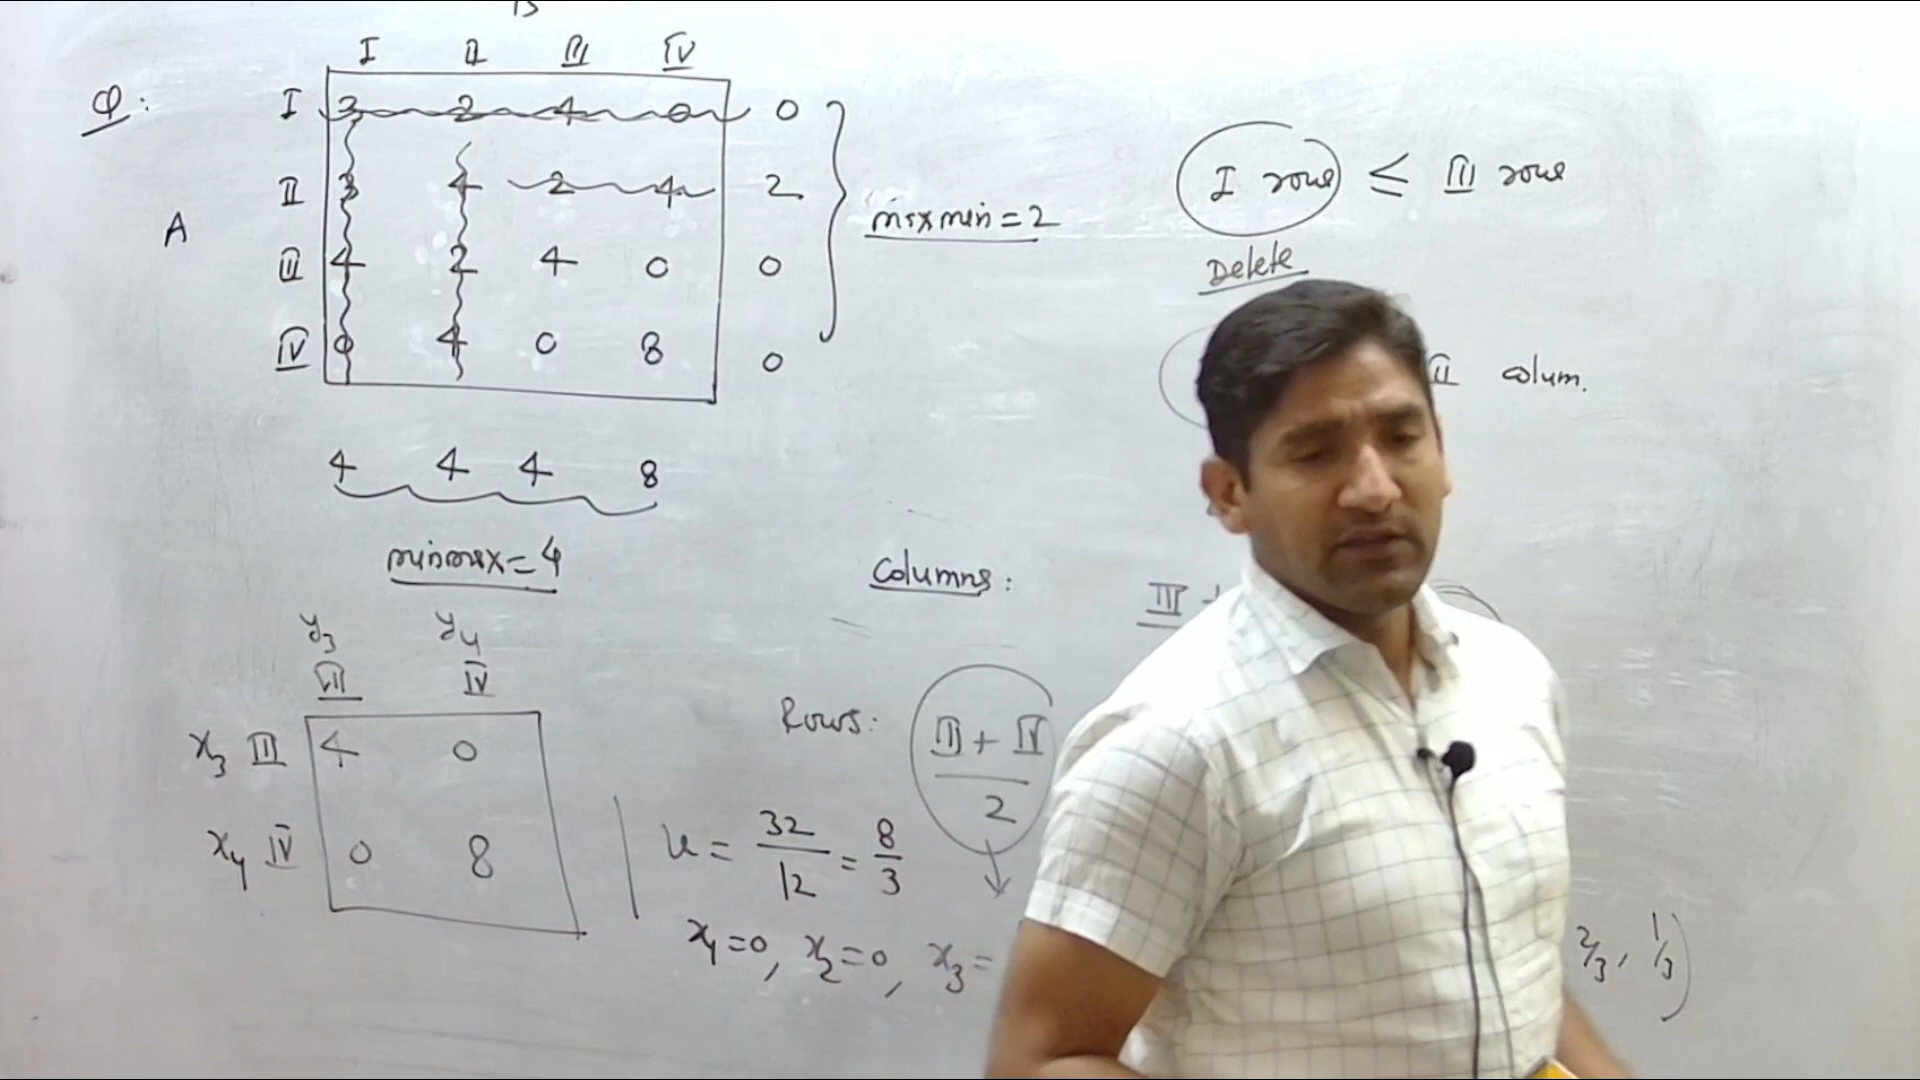 B
I II III IV
Q:
I 3 2 4 0 0
II 3 4 2 4 2
A
maxmin = 2
III 4 2 4 0 0
IV 0 4 0 8 0
4 4 4 8
minmax = 4
I row ≤ III row
Delete
II colum.
Columns:
III
y3 y4
III IV
x3 III 4 0
x4 IV 0 8
Rows: III + IV
2
u = 32/12 = 8/3
x1=0, x2=0, x3=
2/3, 1/3)